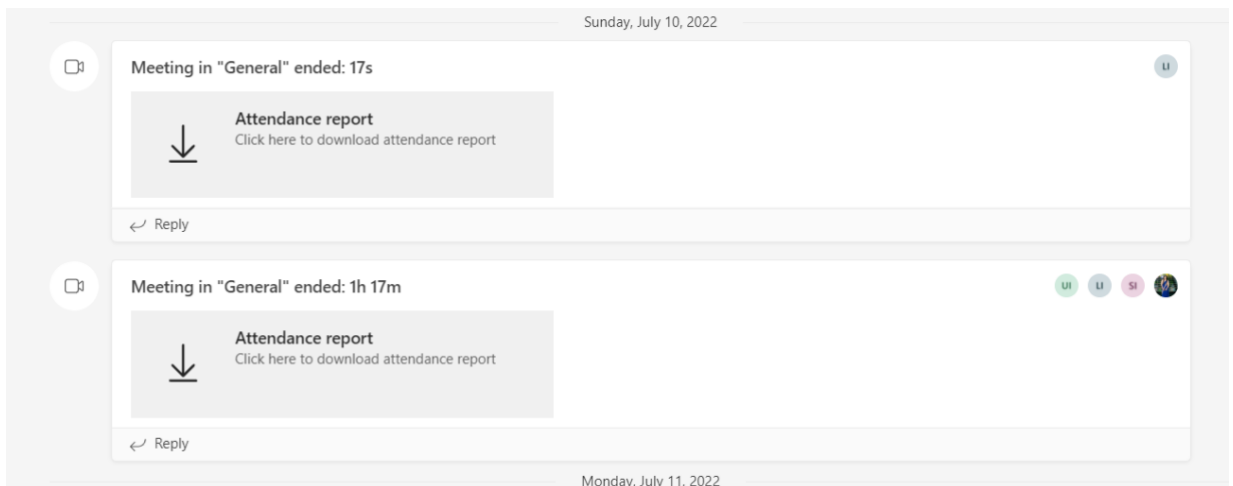 Sunday, July 10, 2022
Meeting in "General" ended: 17s
LI
Attendance report
Click here to download attendance report
Reply
Meeting in "General" ended: 1h 17m
UI LI SI
Attendance report
Click here to download attendance report
Reply
Monday, July 11, 2022